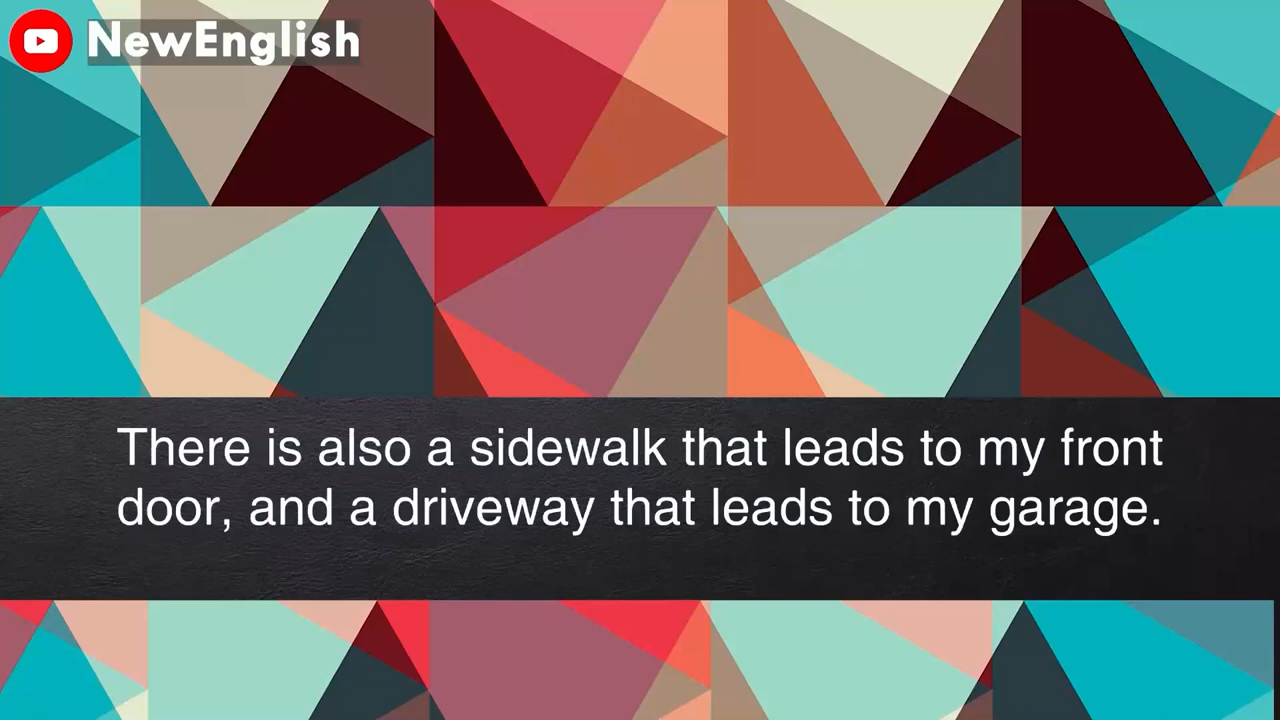 NewEnglish
There is also a sidewalk that leads to my front
door, and a driveway that leads to my garage.